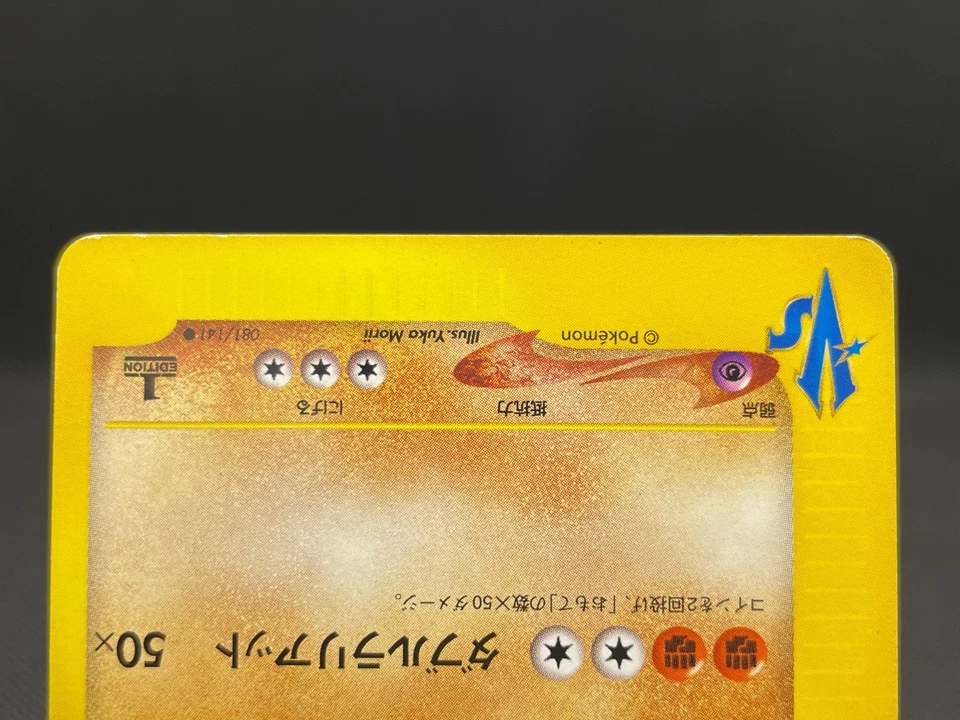 ダブルラリアット 50×
コインを2回投げ、「おもて」の数×50ダメージ。
弱点 抵抗力 にげる
1 EDITION
© Pokémon Illus. Yuka Morii 081/141 ●
VS